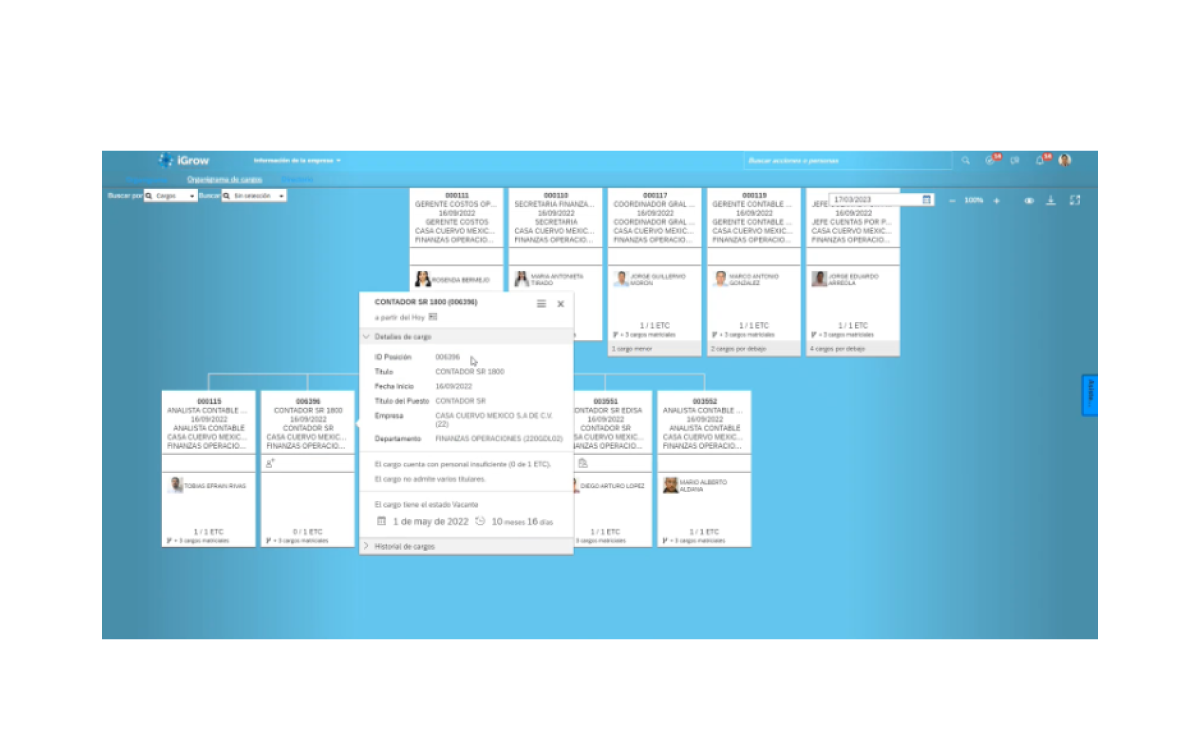 iGrow
Información de la empresa
Buscar acciones o personas
Organigrama de cargos
Buscar por
Cargos
Buscar
Sin selección
17/03/2023
100%
000111
GERENTE COSTOS OP...
16/09/2022
GERENTE COSTOS
CASA CUERVO MEXIC...
FINANZAS OPERACIO...
ROSENDA BERMEJO
000110
SECRETARIA FINANZA...
16/09/2022
SECRETARIA
CASA CUERVO MEXIC...
FINANZAS OPERACIO...
MARIA ANTONIETA
TIRADO
000117
COORDINADOR GRAL ...
16/09/2022
COORDINADOR GRAL ...
CASA CUERVO MEXIC...
FINANZAS OPERACIO...
JORGE GUILLERMO
MORON
1 / 1 ETC
+ 3 cargos matriciales
1 cargo menor
000119
GERENTE CONTABLE ...
16/09/2022
GERENTE CONTABLE ...
CASA CUERVO MEXIC...
FINANZAS OPERACIO...
MARCO ANTONIO
GONZALEZ
1 / 1 ETC
+ 3 cargos matriciales
2 cargos por debajo
JEFE
16/09/2022
JEFE CUENTAS POR P...
CASA CUERVO MEXIC...
FINANZAS OPERACIO...
JORGE EDUARDO
ARREOLA
1 / 1 ETC
+ 3 cargos matriciales
4 cargos por debajo
CONTADOR SR 1800 (006396)
a partir del Hoy
Detalles de cargo
ID Posición 006396
Titulo CONTADOR SR 1800
Fecha Inicio 16/09/2022
Titulo del Puesto CONTADOR SR
Empresa CASA CUERVO MEXICO S.A DE C.V.
(22)
Departamento FINANZAS OPERACIONES (220GDL02)
El cargo cuenta con personal insuficiente (0 de 1 ETC).
El cargo no admite varios titulares.
El cargo tiene el estado Vacante
1 de may de 2022 10 meses 16 días
Historial de cargos
000115
ANALISTA CONTABLE ...
16/09/2022
ANALISTA CONTABLE
CASA CUERVO MEXIC...
FINANZAS OPERACIO...
TOBIAS EFRAIN RIVAS
1 / 1 ETC
+ 3 cargos matriciales
006396
CONTADOR SR 1800
16/09/2022
CONTADOR SR
CASA CUERVO MEXIC...
FINANZAS OPERACIO...
0 / 1 ETC
+ 3 cargos matriciales
003551
ONTADOR SR EDISA
16/09/2022
CONTADOR SR
SA CUERVO MEXIC...
ANZAS OPERACIO...
DIEGO ARTURO LOPEZ
1 / 1 ETC
3 cargos matriciales
003552
ANALISTA CONTABLE ...
16/09/2022
ANALISTA CONTABLE
CASA CUERVO MEXIC...
FINANZAS OPERACIO...
MARIO ALBERTO
ALDANA
1 / 1 ETC
+ 3 cargos matriciales